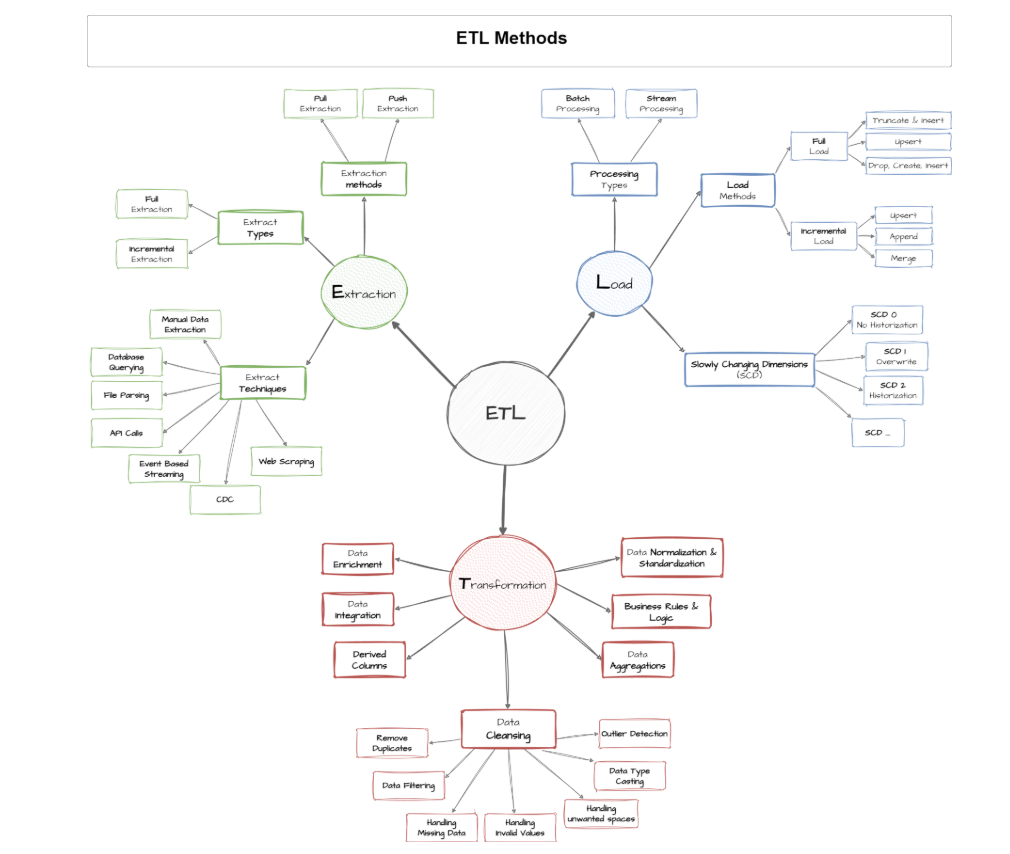 ETL Methods
Pull
Extraction
Push
Extraction
Batch
Processing
Stream
Processing
Extraction
methods
Processing
Types
Load
Methods
Full
Load
Truncate & Insert
Upsert
Drop, Create, Insert
Incremental
Load
Upsert
Append
Merge
Full
Extraction
Incremental
Extraction
Extract
Types
Extraction
Load
Manual Data
Extraction
Database
Querying
File Parsing
API Calls
Event Based
Streaming
CDC
Web Scraping
Extract
Techniques
ETL
Slowly Changing Dimensions
(SCD)
SCD 0
No Historization
SCD 1
Overwrite
SCD 2
Historization
SCD ...
Transformation
Data
Enrichment
Data
Integration
Derived
Columns
Data Normalization &
Standardization
Business Rules &
Logic
Data
Aggregations
Data
Cleansing
Remove
Duplicates
Data Filtering
Handling
Missing Data
Handling
Invalid Values
Handling
unwanted spaces
Data Type
Casting
Outlier Detection